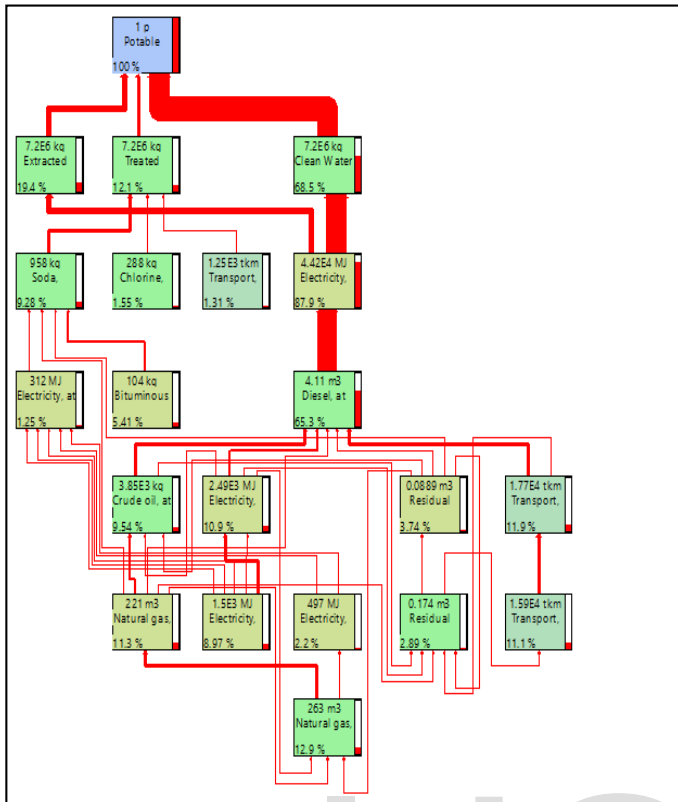 1 p
Potable
100 %
7.2E6 kg
Extracted
19.4 %
7.2E6 kg
Treated
12.1 %
7.2E6 kg
Clean Water
68.5 %
958 kg
Soda,
9.28 %
288 kg
Chlorine,
1.55 %
1.25E3 tkm
Transport,
1.31 %
4.42E4 MJ
Electricity,
87.9 %
312 MJ
Electricity, at
1.25 %
104 kg
Bituminous
5.41 %
4.11 m3
Diesel, at
65.3 %
3.85E3 kg
Crude oil, at
9.54 %
2.49E3 MJ
Electricity,
10.9 %
0.0889 m3
Residual
3.74 %
1.77E4 tkm
Transport,
11.9 %
221 m3
Natural gas,
11.3 %
1.5E3 MJ
Electricity,
8.97 %
497 MJ
Electricity,
2.2 %
0.174 m3
Residual
2.89 %
1.59E4 tkm
Transport,
11.1 %
263 m3
Natural gas,
12.9 %